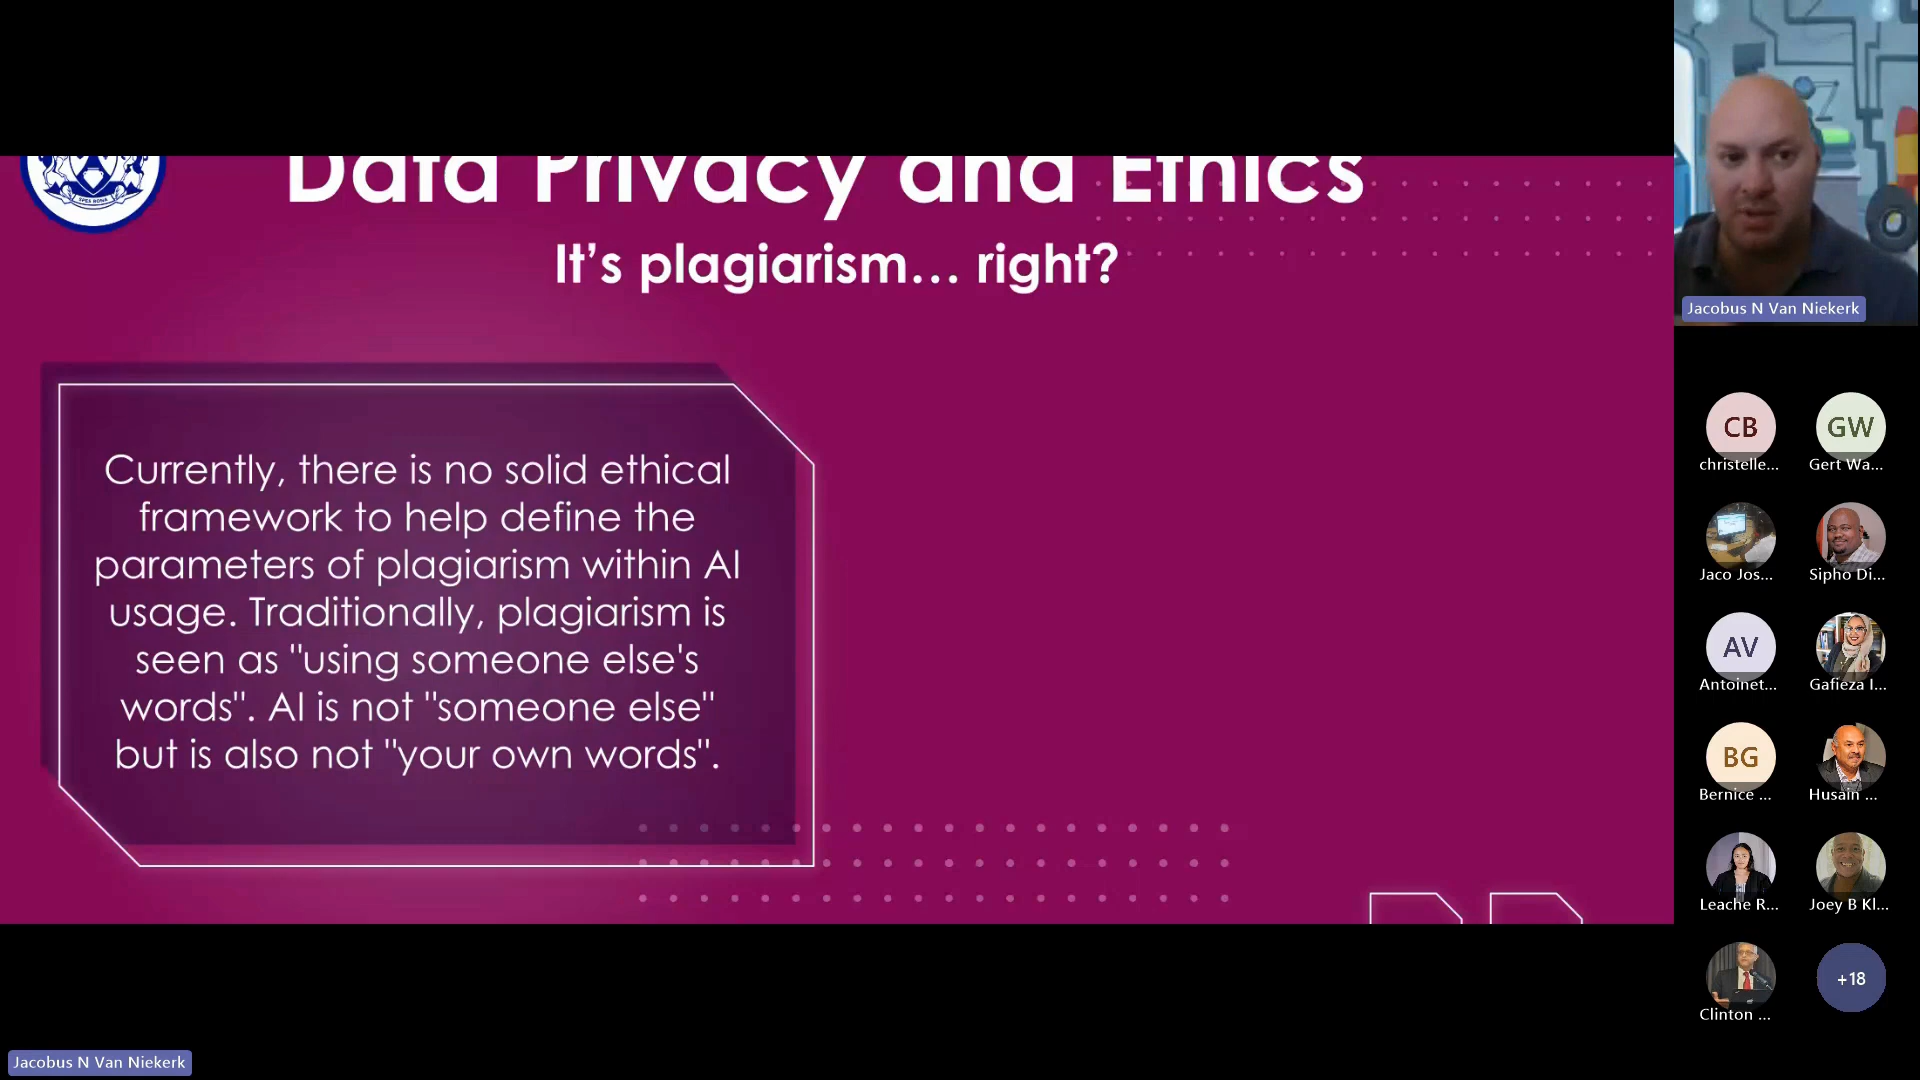 Data Privacy and Ethics
It's plagiarism... right?
SPES BONA
Currently, there is no solid ethical
framework to help define the
parameters of plagiarism within AI
usage. Traditionally, plagiarism is
seen as "using someone else's
words". AI is not "someone else"
but is also not "your own words".
Jacobus N Van Niekerk
CB
GW
christelle...
Gert Wa...
Jaco Jos...
Sipho Di...
AV
Antoinet...
Gafieza I...
BG
Bernice ...
Husain ...
Leache R...
Joey B Kl...
+18
Clinton ...
Jacobus N Van Niekerk